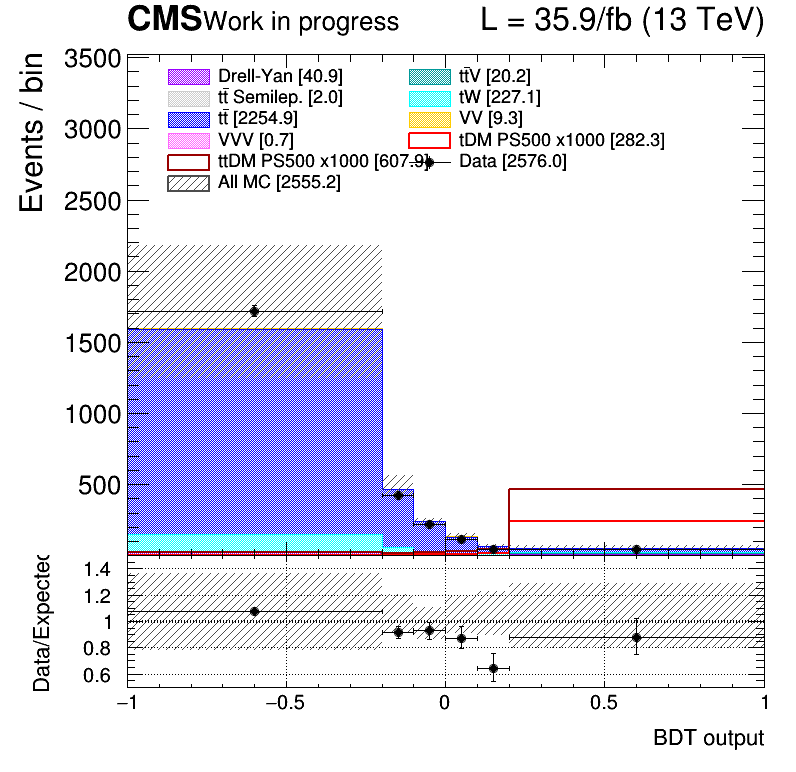 CMS Work in progress L = 35.9/fb (13 TeV)
Events / bin
3500
3000
2500
2000
1500
1000
500
Drell-Yan [40.9] tt̄V [20.2]
tt̄ Semilep. [2.0] tW [227.1]
tt̄ [2254.9] VV [9.3]
VVV [0.7] tDM PS500 x1000 [282.3]
ttDM PS500 x1000 [607.9] Data [2576.0]
All MC [2555.2]
Data/Expected
1.4
1.2
1
0.8
0.6
−1 −0.5 0 0.5 1
BDT output